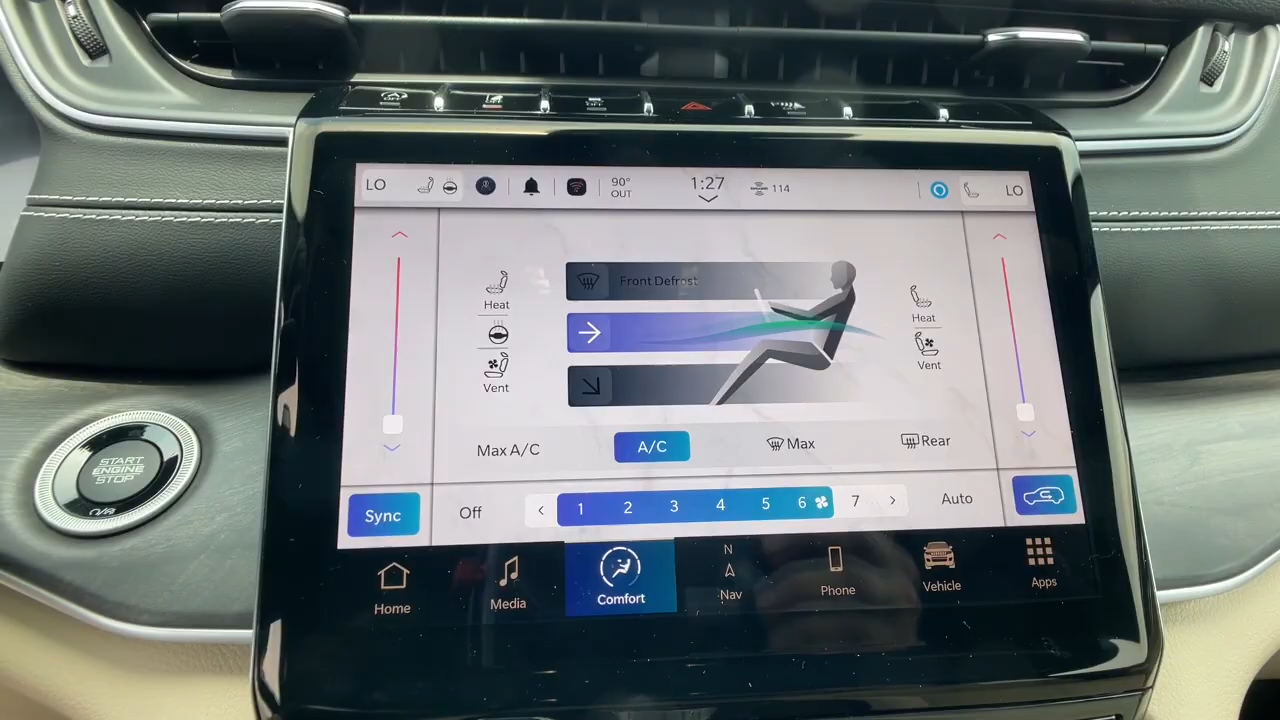 LO
90°
OUT
1:27
114
LO
Heat
Vent
Front Defrost
Heat
Vent
Max A/C
A/C
Max
Rear
Sync
Off
1 2 3 4 5 6 7
Auto
START
ENGINE
STOP
Home
Media
Comfort
N
Nav
Phone
Vehicle
Apps